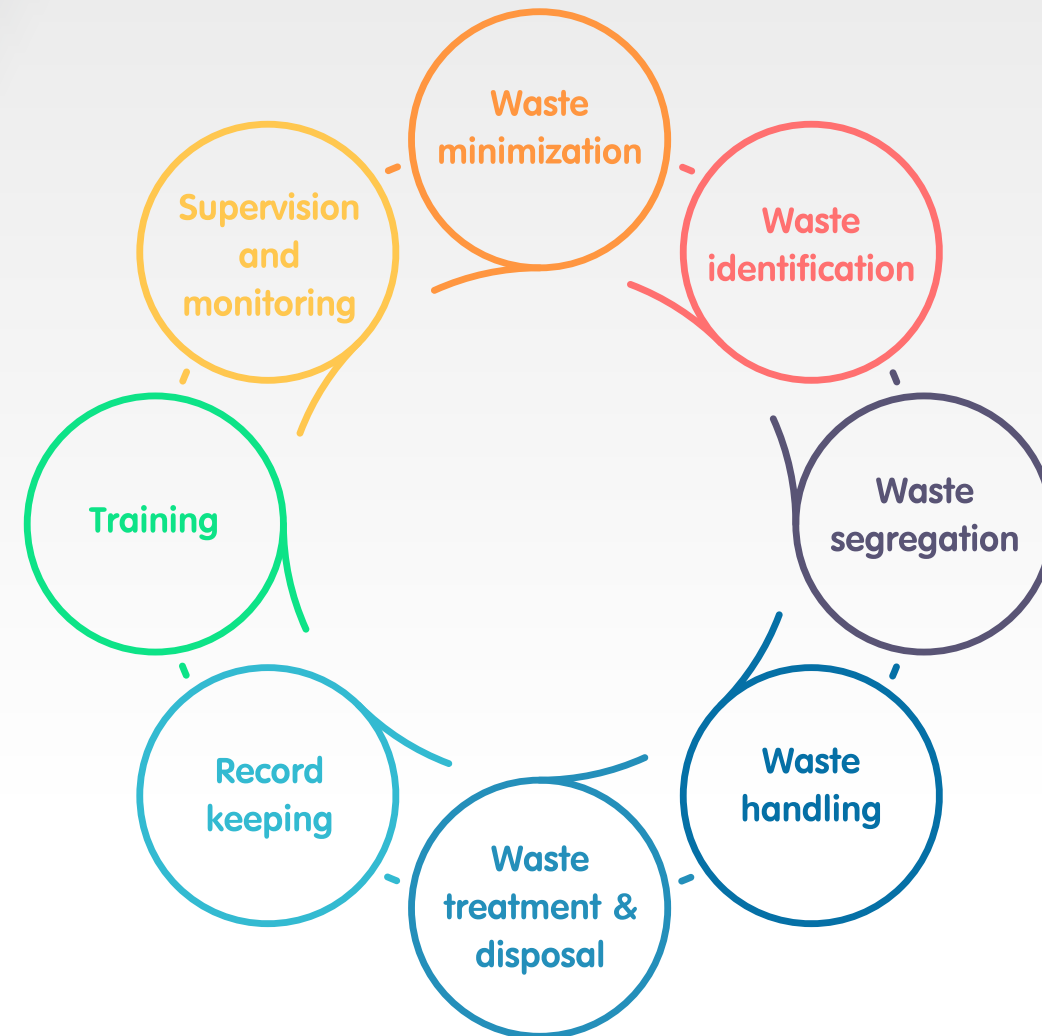 Waste
minimization
Waste
identification
Waste
segregation
Waste
handling
Waste
treatment &
disposal
Record
keeping
Training
Supervision
and
monitoring